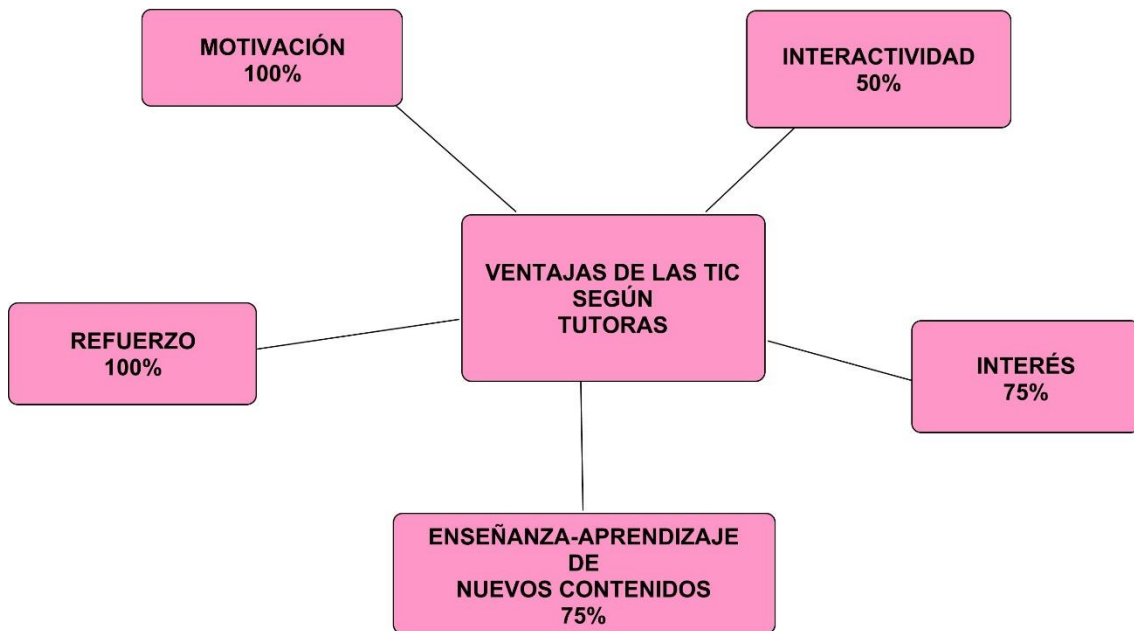 MOTIVACIÓN
100%
INTERACTIVIDAD
50%
VENTAJAS DE LAS TIC
SEGÚN
TUTORAS
REFUERZO
100%
INTERÉS
75%
ENSEÑANZA-APRENDIZAJE
DE
NUEVOS CONTENIDOS
75%